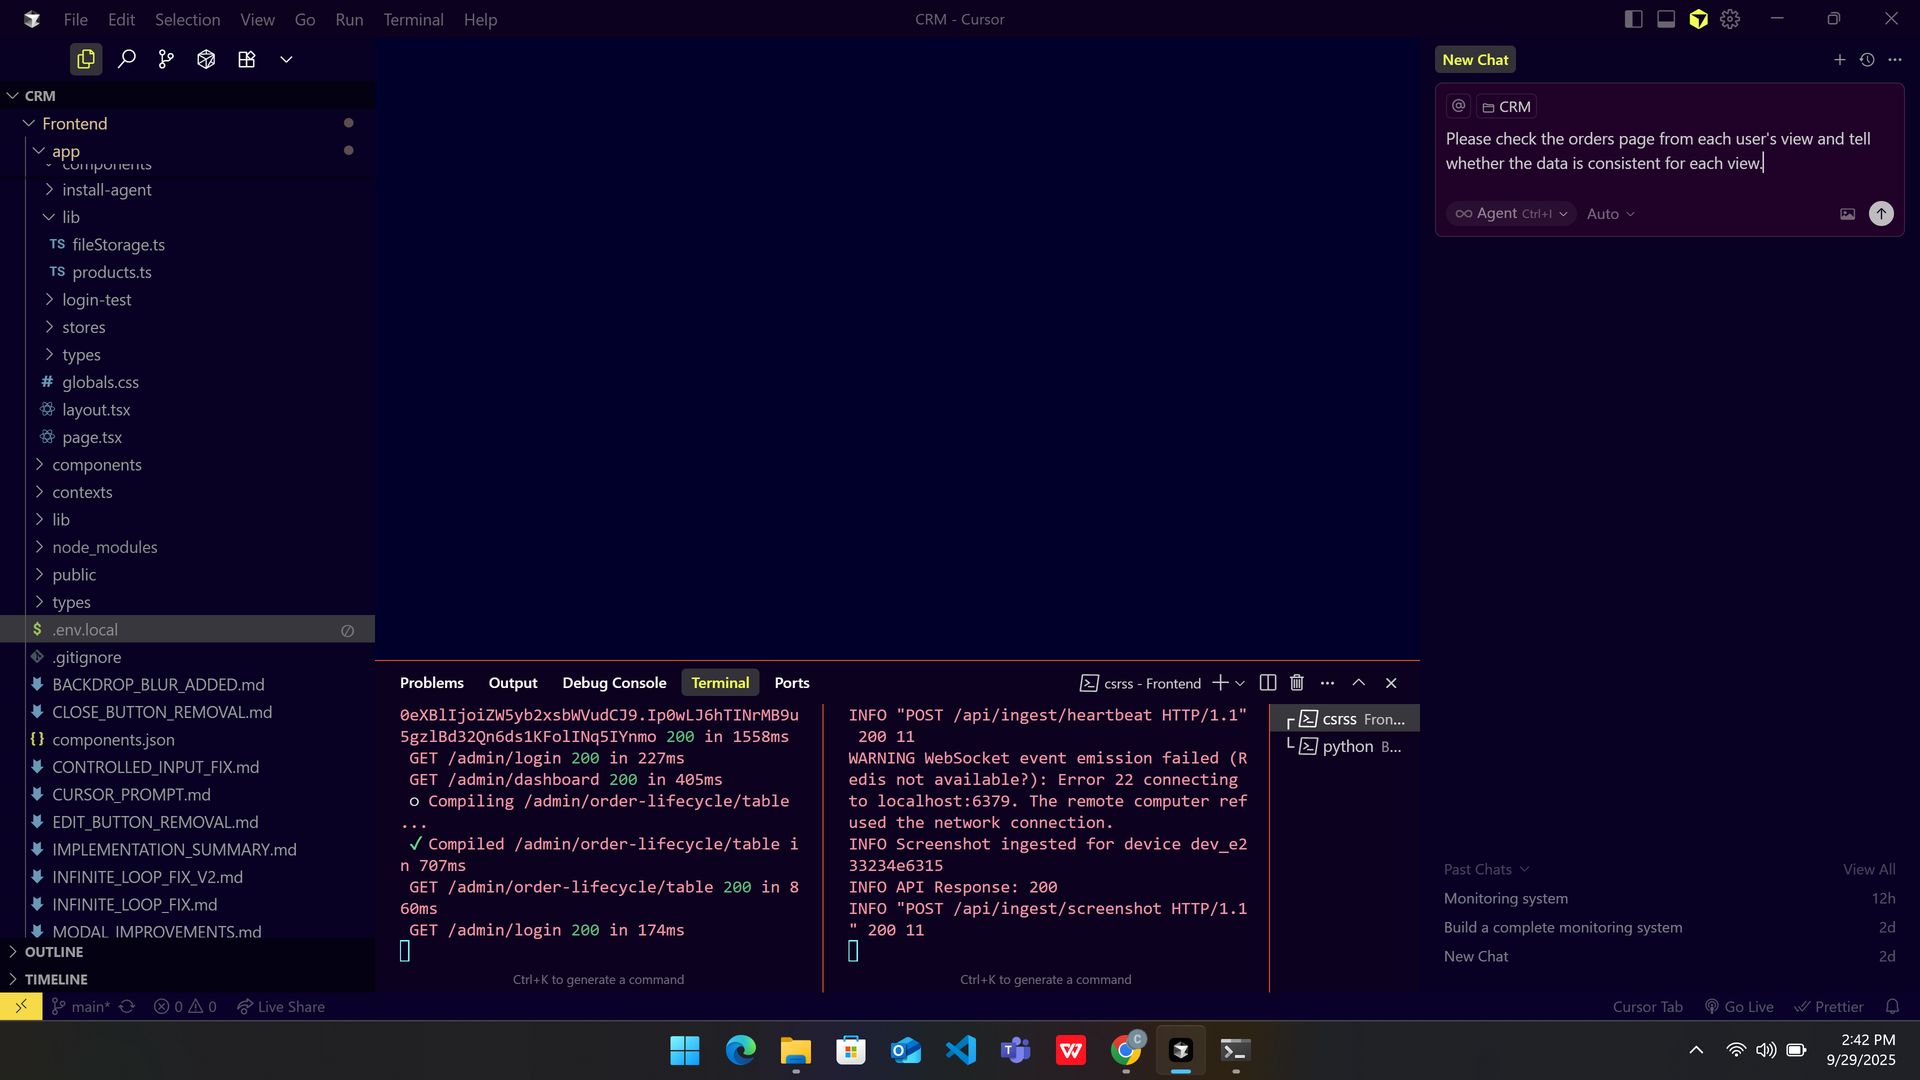 File Edit Selection View Go Run Terminal Help
CRM - Cursor
CRM
Frontend
app
components
install-agent
lib
TS fileStorage.ts
TS products.ts
login-test
stores
types
# globals.css
layout.tsx
page.tsx
components
contexts
lib
node_modules
public
types
$ .env.local
.gitignore
BACKDROP_BLUR_ADDED.md
CLOSE_BUTTON_REMOVAL.md
{} components.json
CONTROLLED_INPUT_FIX.md
CURSOR_PROMPT.md
EDIT_BUTTON_REMOVAL.md
IMPLEMENTATION_SUMMARY.md
INFINITE_LOOP_FIX_V2.md
INFINITE_LOOP_FIX.md
MODAL_IMPROVEMENTS.md
OUTLINE
TIMELINE
Problems Output Debug Console Terminal Ports
csrss - Frontend
0eXBlIjoiZW5yb2xsbWVudCJ9.Ip0wLJ6hTINrMB9u
5gzlBd32Qn6ds1KFolINq5IYnmo 200 in 1558ms
GET /admin/login 200 in 227ms
GET /admin/dashboard 200 in 405ms
○ Compiling /admin/order-lifecycle/table
...
✓ Compiled /admin/order-lifecycle/table i
n 707ms
GET /admin/order-lifecycle/table 200 in 8
60ms
GET /admin/login 200 in 174ms
Ctrl+K to generate a command
INFO "POST /api/ingest/heartbeat HTTP/1.1"
200 11
WARNING WebSocket event emission failed (R
edis not available?): Error 22 connecting
to localhost:6379. The remote computer ref
used the network connection.
INFO Screenshot ingested for device dev_e2
33234e6315
INFO API Response: 200
INFO "POST /api/ingest/screenshot HTTP/1.1
" 200 11
Ctrl+K to generate a command
csrss Fron...
python B...
New Chat
@ CRM
Please check the orders page from each user's view and tell
whether the data is consistent for each view.
Agent Ctrl+I Auto
Past Chats View All
Monitoring system 12h
Build a complete monitoring system 2d
New Chat 2d
main* 0 0 Live Share
Cursor Tab Go Live Prettier
C
2:42 PM
9/29/2025